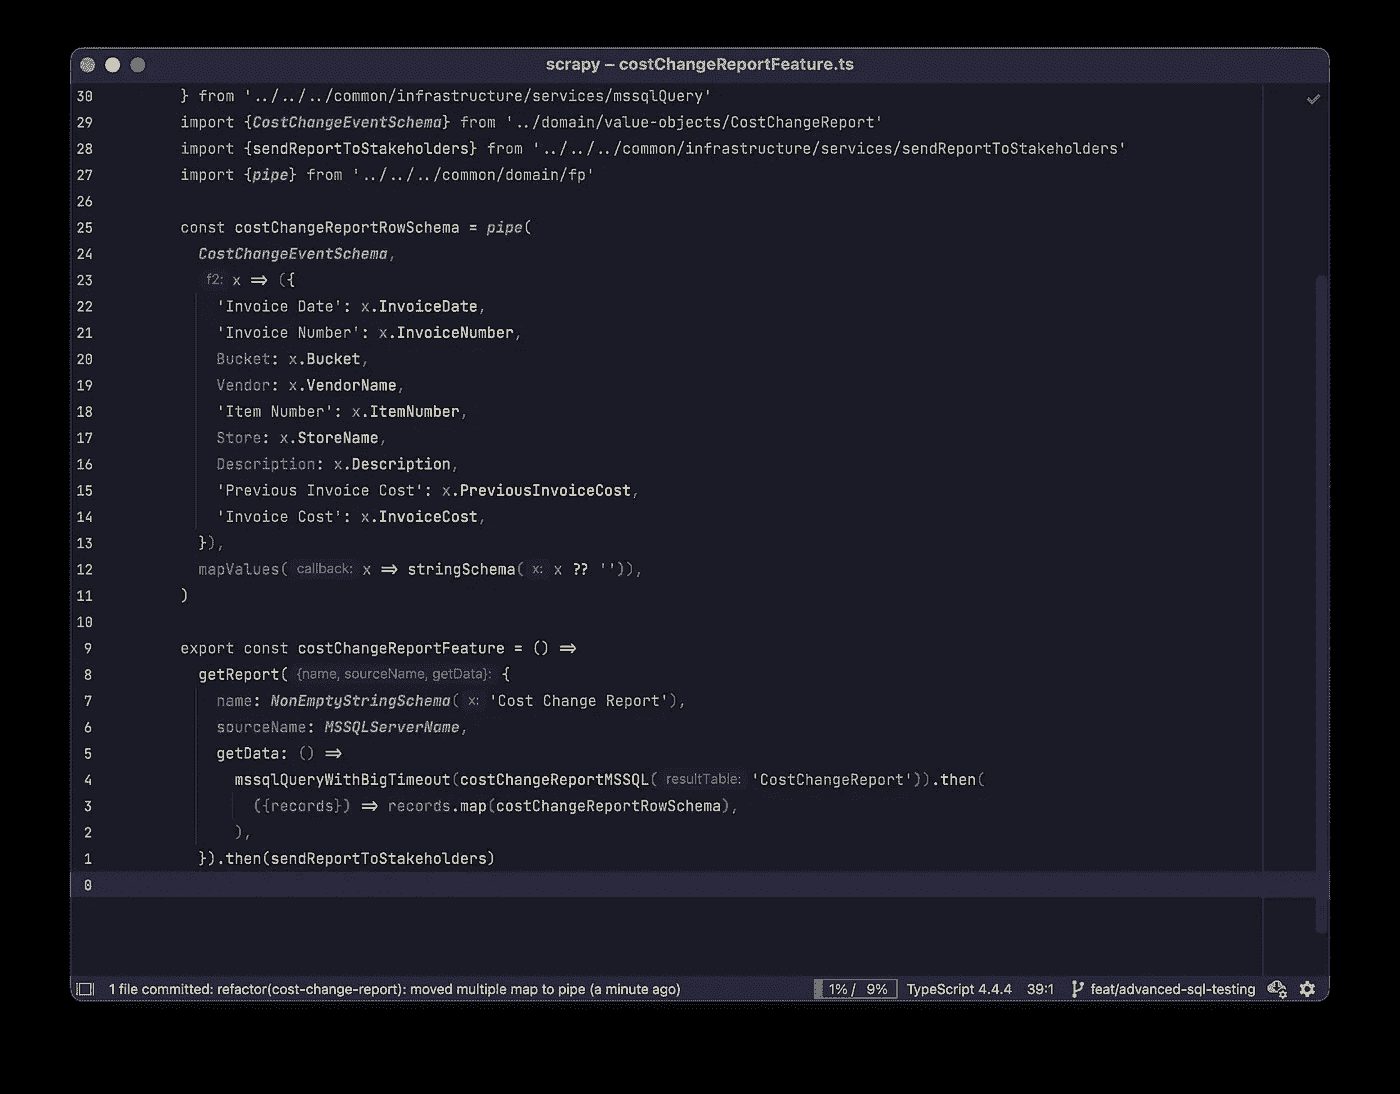 scrapy – costChangeReportFeature.ts
30 } from '../../../common/infrastructure/services/mssqlQuery'
29 import {CostChangeEventSchema} from '../domain/value-objects/CostChangeReport'
28 import {sendReportToStakeholders} from '../../../common/infrastructure/services/sendReportToStakeholders'
27 import {pipe} from '../../../common/domain/fp'
26
25 const costChangeReportRowSchema = pipe(
24 CostChangeEventSchema,
23 f2: x => ({
22 'Invoice Date': x.InvoiceDate,
21 'Invoice Number': x.InvoiceNumber,
20 Bucket: x.Bucket,
19 Vendor: x.VendorName,
18 'Item Number': x.ItemNumber,
17 Store: x.StoreName,
16 Description: x.Description,
15 'Previous Invoice Cost': x.PreviousInvoiceCost,
14 'Invoice Cost': x.InvoiceCost,
13 }),
12 mapValues( callback: x => stringSchema( x: x ?? '')),
11 )
10
9 export const costChangeReportFeature = () =>
8 getReport( {name, sourceName, getData}: {
7 name: NonEmptyStringSchema( x: 'Cost Change Report'),
6 sourceName: MSSQLServerName,
5 getData: () =>
4 mssqlQueryWithBigTimeout(costChangeReportMSSQL( resultTable: 'CostChangeReport')).then(
3 ({records}) => records.map(costChangeReportRowSchema),
2 ),
1 }).then(sendReportToStakeholders)
0
1 file committed: refactor(cost-change-report): moved multiple map to pipe (a minute ago) 1% / 9% TypeScript 4.4.4 39:1 feat/advanced-sql-testing